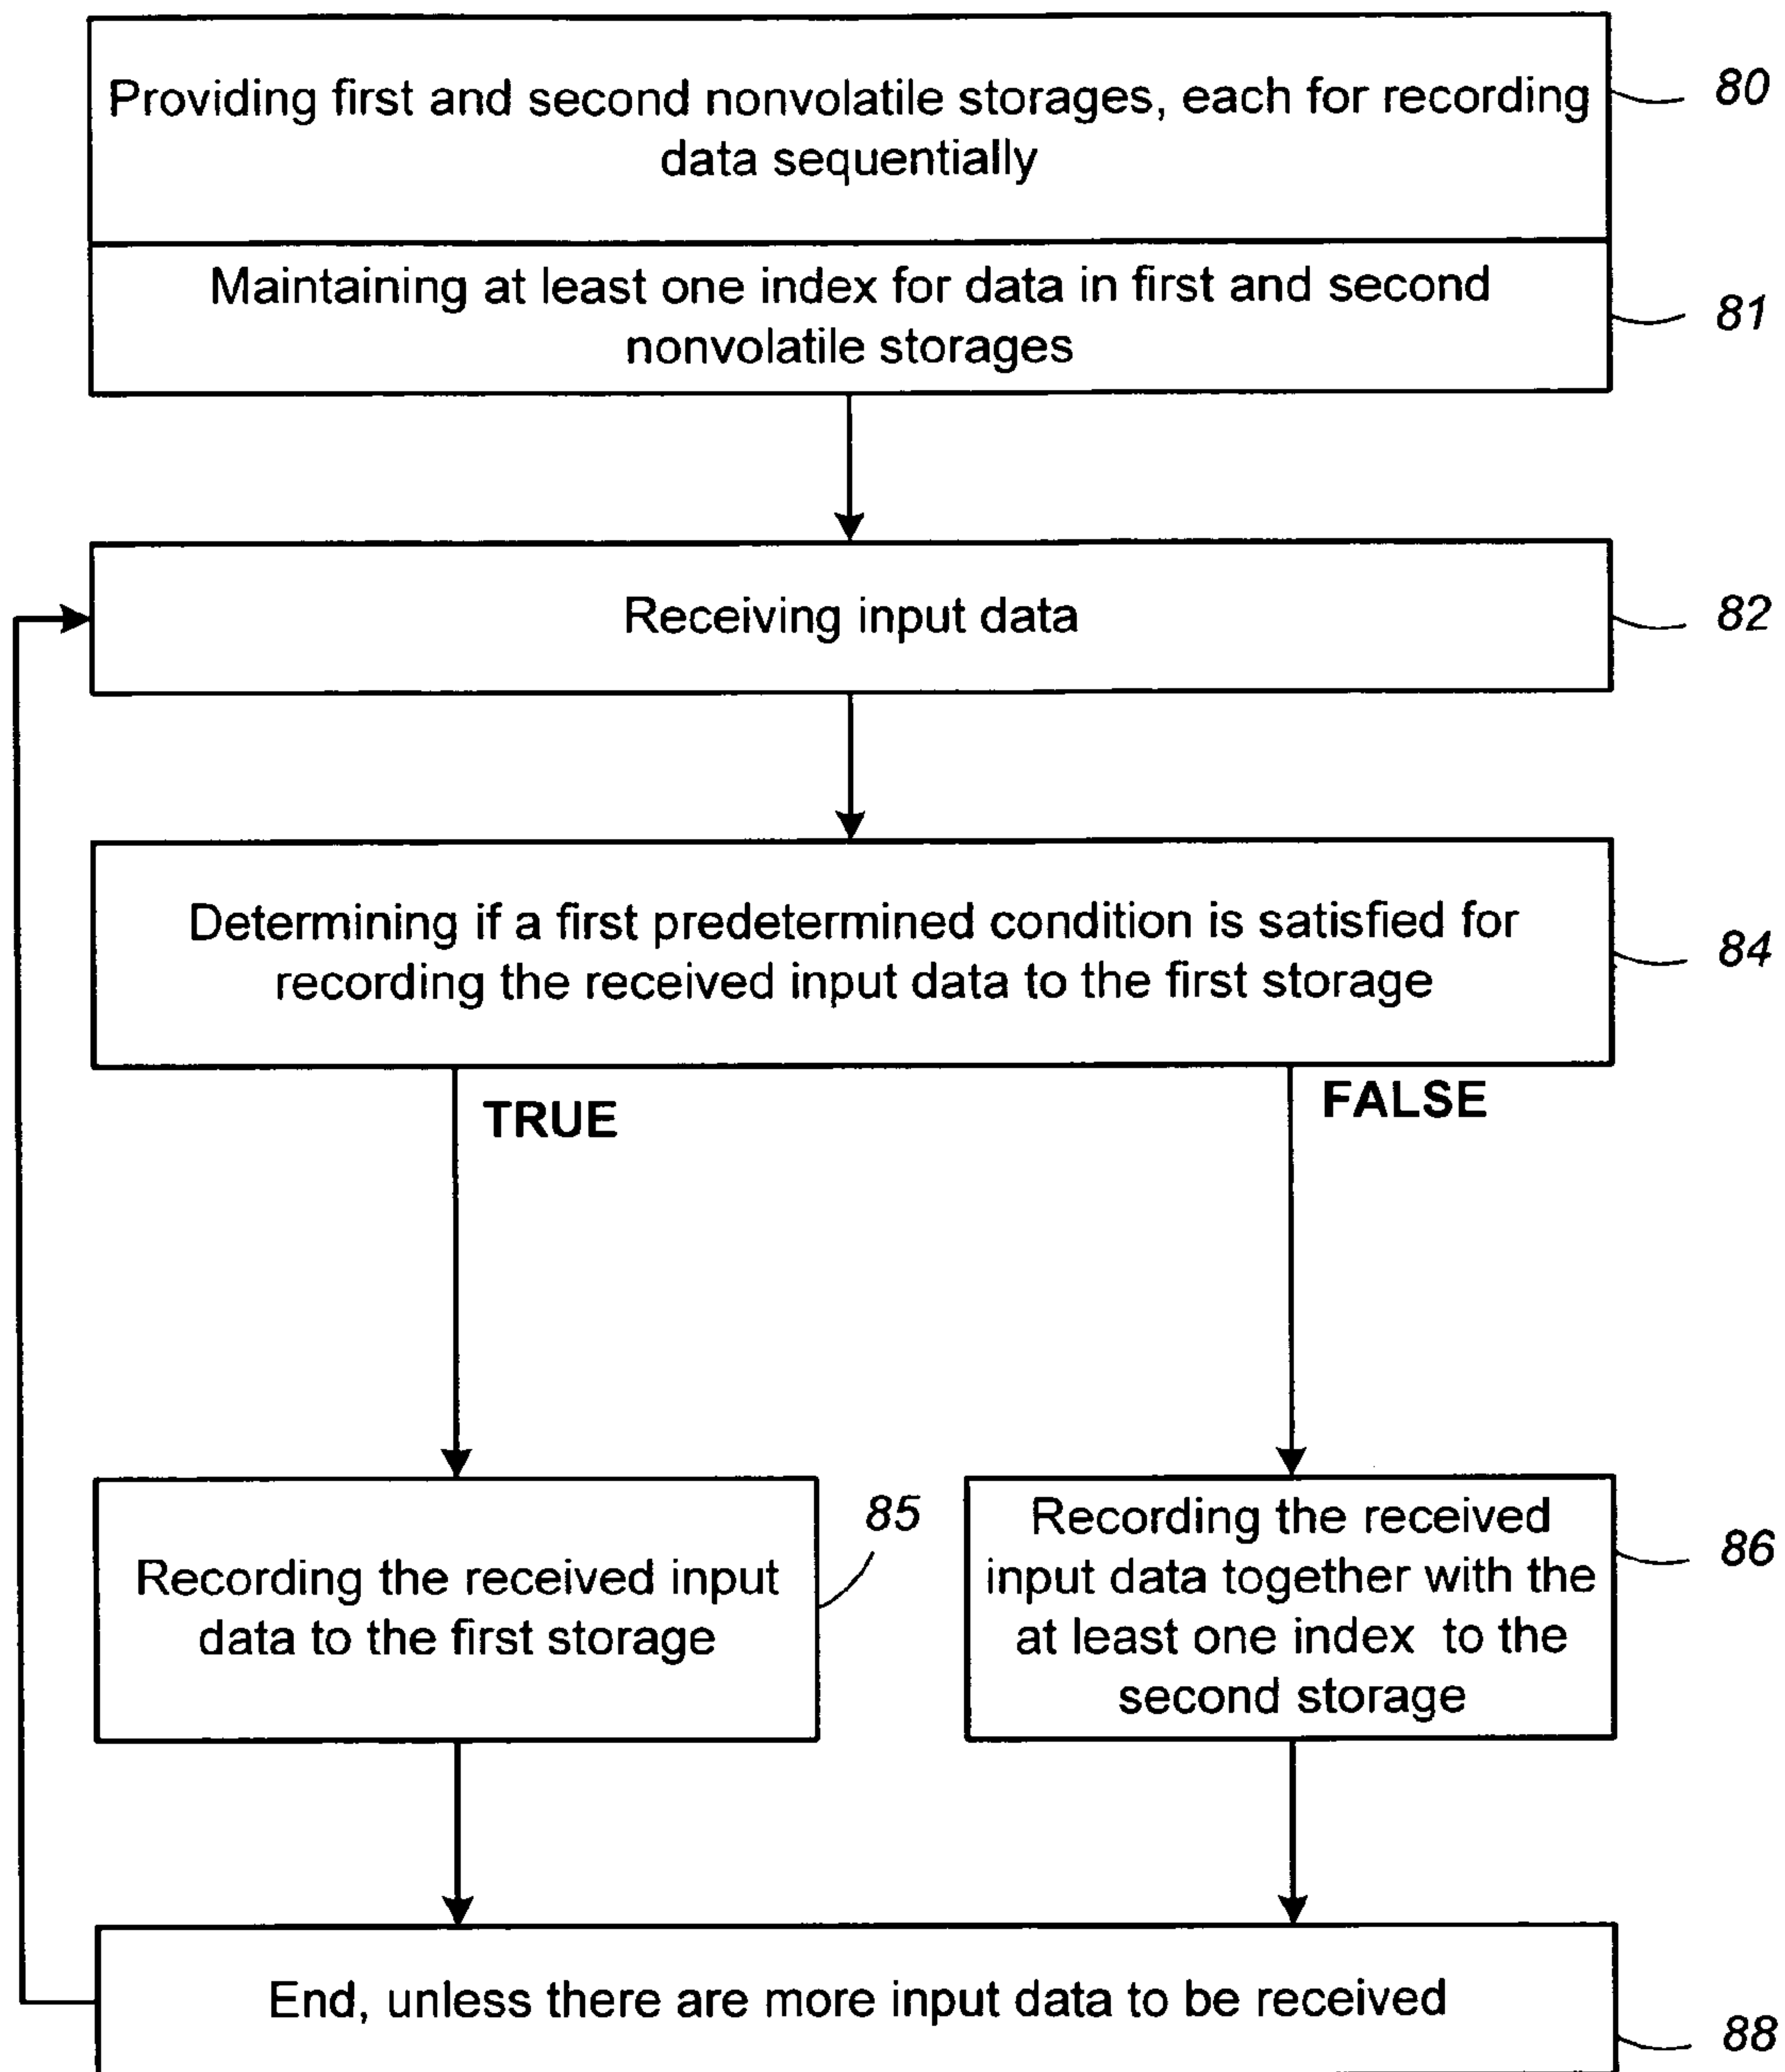 Providing first and second nonvolatile storages, each for recording
data sequentially
80
Maintaining at least one index for data in first and second
nonvolatile storages
81
Receiving input data
82
Determining if a first predetermined condition is satisfied for
recording the received input data to the first storage
84
TRUE
FALSE
Recording the received input
data to the first storage
85
Recording the received
input data together with the
at least one index to the
second storage
86
End, unless there are more input data to be received
88